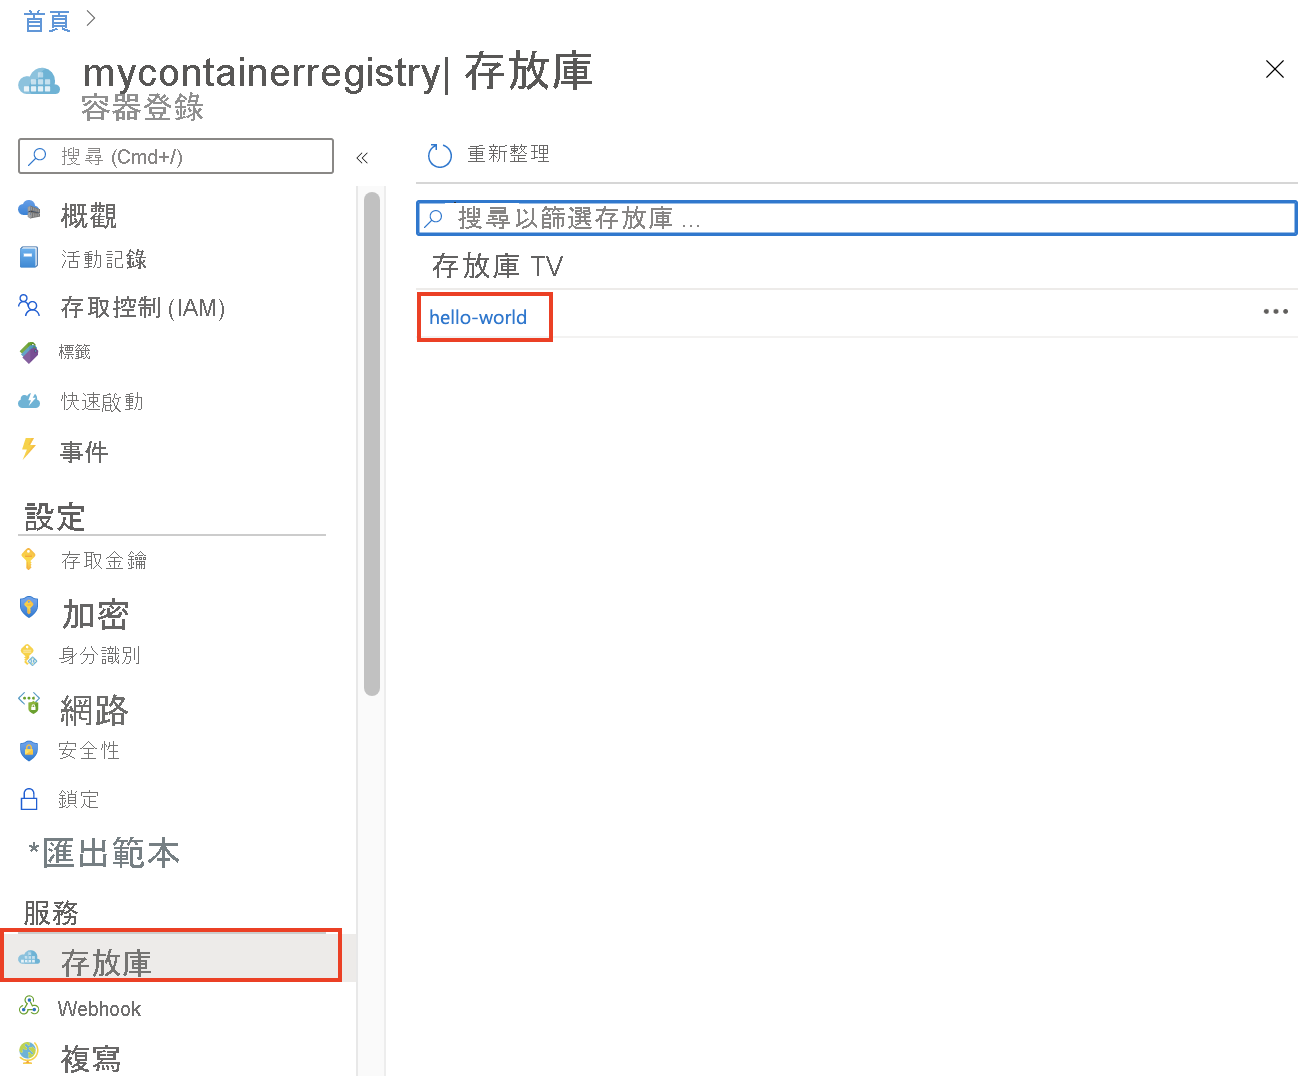 首頁
mycontainerregistry| 存放庫
容器登錄
搜尋 (Cmd+/)
«
概觀
活動記錄
存取控制 (IAM)
標籤
快速啟動
事件
設定
存取金鑰
加密
身分識別
網路
安全性
鎖定
*匯出範本
服務
存放庫
Webhook
複寫
重新整理
搜尋以篩選存放庫 ...
存放庫 TV
hello-world